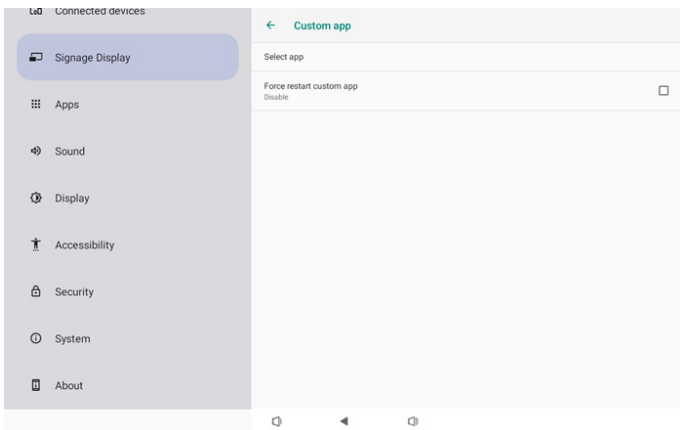 Connected devices
Signage Display
Apps
Sound
Display
Accessibility
Security
System
About
Custom app
Select app
Force restart custom app
Disable